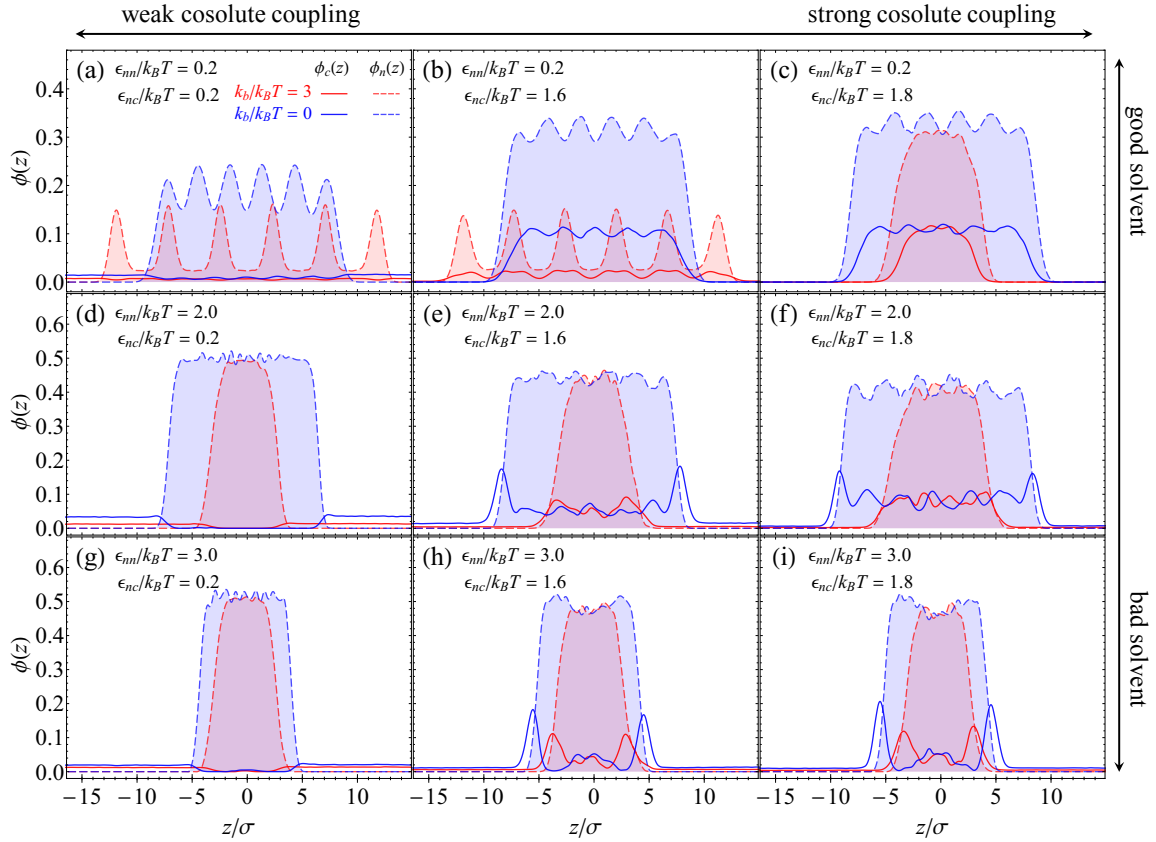 weak cosolute coupling
strong cosolute coupling
(a) ϵnn/kBT = 0.2
ϵnc/kBT = 0.2
ϕc(z) ϕn(z)
kb/kBT = 3
kb/kBT = 0
(b) ϵnn/kBT = 0.2
ϵnc/kBT = 1.6
(c) ϵnn/kBT = 0.2
ϵnc/kBT = 1.8
good solvent
ϕ(z)
0.4
0.3
0.2
0.1
0.0
(d) ϵnn/kBT = 2.0
ϵnc/kBT = 0.2
(e) ϵnn/kBT = 2.0
ϵnc/kBT = 1.6
(f) ϵnn/kBT = 2.0
ϵnc/kBT = 1.8
ϕ(z)
0.6
0.5
0.4
0.3
0.2
0.1
0.0
(g) ϵnn/kBT = 3.0
ϵnc/kBT = 0.2
(h) ϵnn/kBT = 3.0
ϵnc/kBT = 1.6
(i) ϵnn/kBT = 3.0
ϵnc/kBT = 1.8
bad solvent
ϕ(z)
0.6
0.5
0.4
0.3
0.2
0.1
0.0
−15 −10 −5 0 5 10
−15 −10 −5 0 5 10
−15 −10 −5 0 5 10
z/σ
z/σ
z/σ